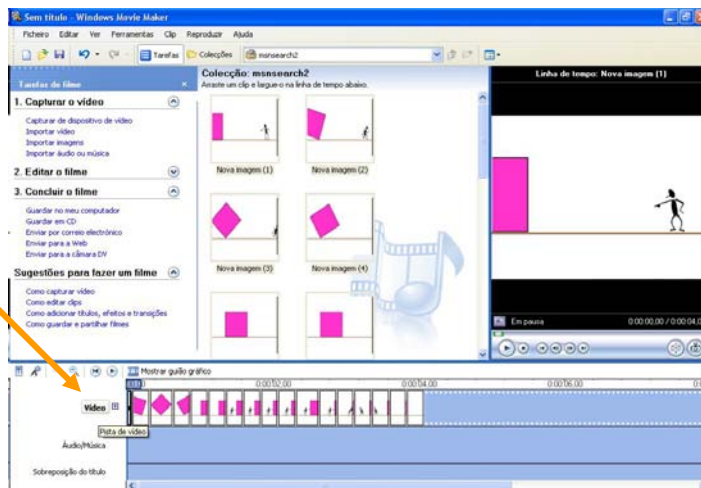 Sem título - Windows Movie Maker
Ficheiro Editar Ver Ferramentas Clip Reproduzir Ajuda
Tarefas Colecções msnsearch2
Tarefas de filme
1. Capturar o vídeo
Capturar de dispositivo de vídeo
Importar vídeo
Importar imagens
Importar áudio ou música
2. Editar o filme
3. Concluir o filme
Guardar no meu computador
Guardar em CD
Enviar por correio electrónico
Enviar para a Web
Enviar para a câmara DV
Sugestões para fazer um filme
Como capturar vídeo
Como editar clips
Como adicionar títulos, efeitos e transições
Como guardar e partilhar filmes
Colecção: msnsearch2
Arraste um clip e largue-o na linha de tempo abaixo.
Nova imagem (1) Nova imagem (2)
Nova imagem (3) Nova imagem (4)
Linha de tempo: Nova imagem (1)
Em pausa 0:00:00,00 / 0:00:04,0
Mostrar guião gráfico
0:00:02,00 0:00:04,00 0:00:06,00
Vídeo
Pista de vídeo
Áudio/Música
Sobreposição do título